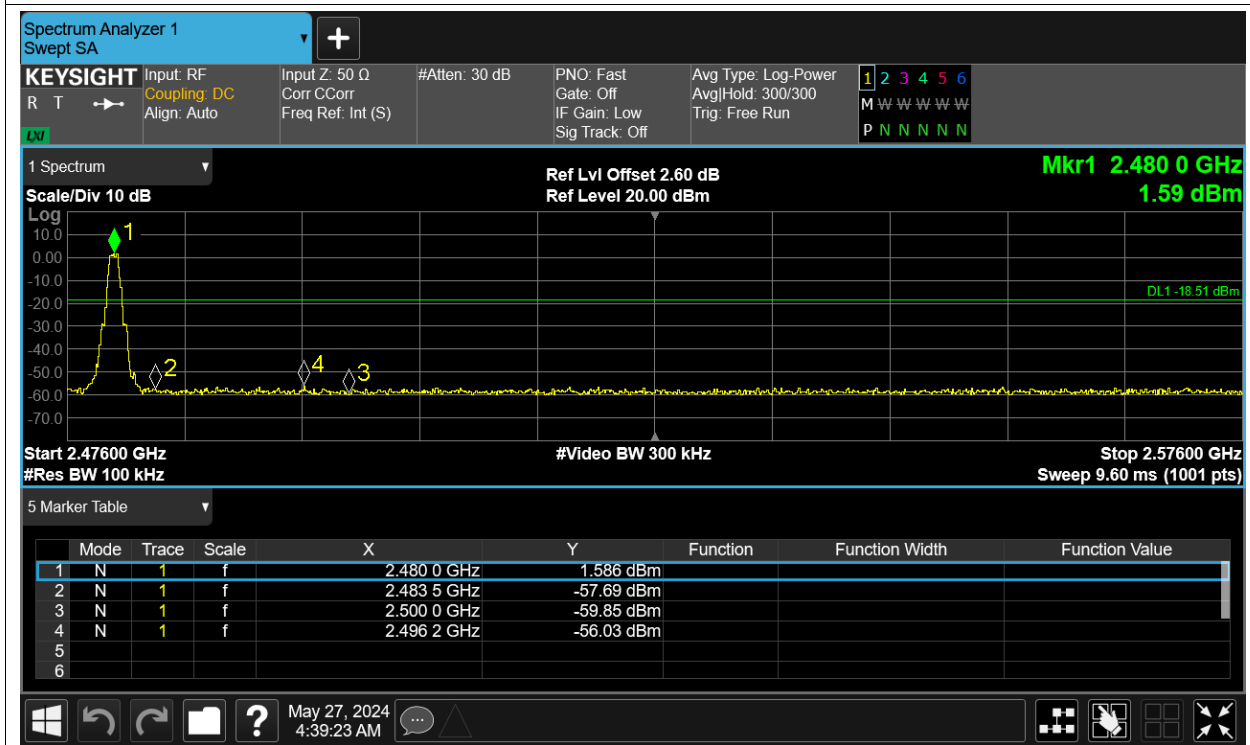 Spectrum Analyzer 1
Swept SA
KEYSIGHT
R T
LXI
Input: RF
Coupling: DC
Align: Auto
Input Z: 50 Ω
Corr CCorr
Freq Ref: Int (S)
#Atten: 30 dB
PNO: Fast
Gate: Off
IF Gain: Low
Sig Track: Off
Avg Type: Log-Power
Avg|Hold: 300/300
Trig: Free Run
1 2 3 4 5 6
M W W W W W
P N N N N N
1 Spectrum
Scale/Div 10 dB
Ref Lvl Offset 2.60 dB
Ref Level 20.00 dBm
Mkr1 2.480 0 GHz
1.59 dBm
Log
10.0
0.00
-10.0
-20.0
-30.0
-40.0
-50.0
-60.0
-70.0
1
2
4
3
DL1 -18.51 dBm
Start 2.47600 GHz
#Res BW 100 kHz
#Video BW 300 kHz
Stop 2.57600 GHz
Sweep 9.60 ms (1001 pts)
5 Marker Table
Mode Trace Scale X Y Function Function Width Function Value
1 N 1 f 2.480 0 GHz 1.586 dBm
2 N 1 f 2.483 5 GHz -57.69 dBm
3 N 1 f 2.500 0 GHz -59.85 dBm
4 N 1 f 2.496 2 GHz -56.03 dBm
5
6
?
May 27, 2024
4:39:23 AM